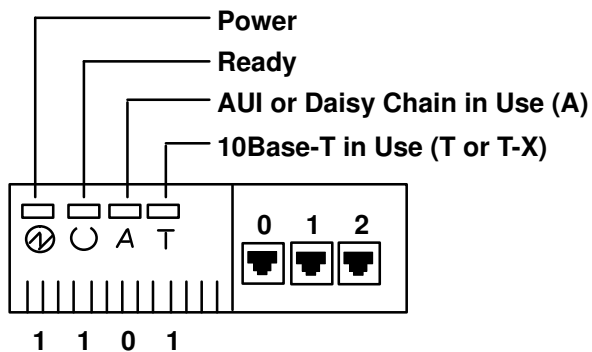 Power
Ready
AUI or Daisy Chain in Use (A)
10Base-T in Use (T or T-X)
0 1 2
A T
1 1 0 1